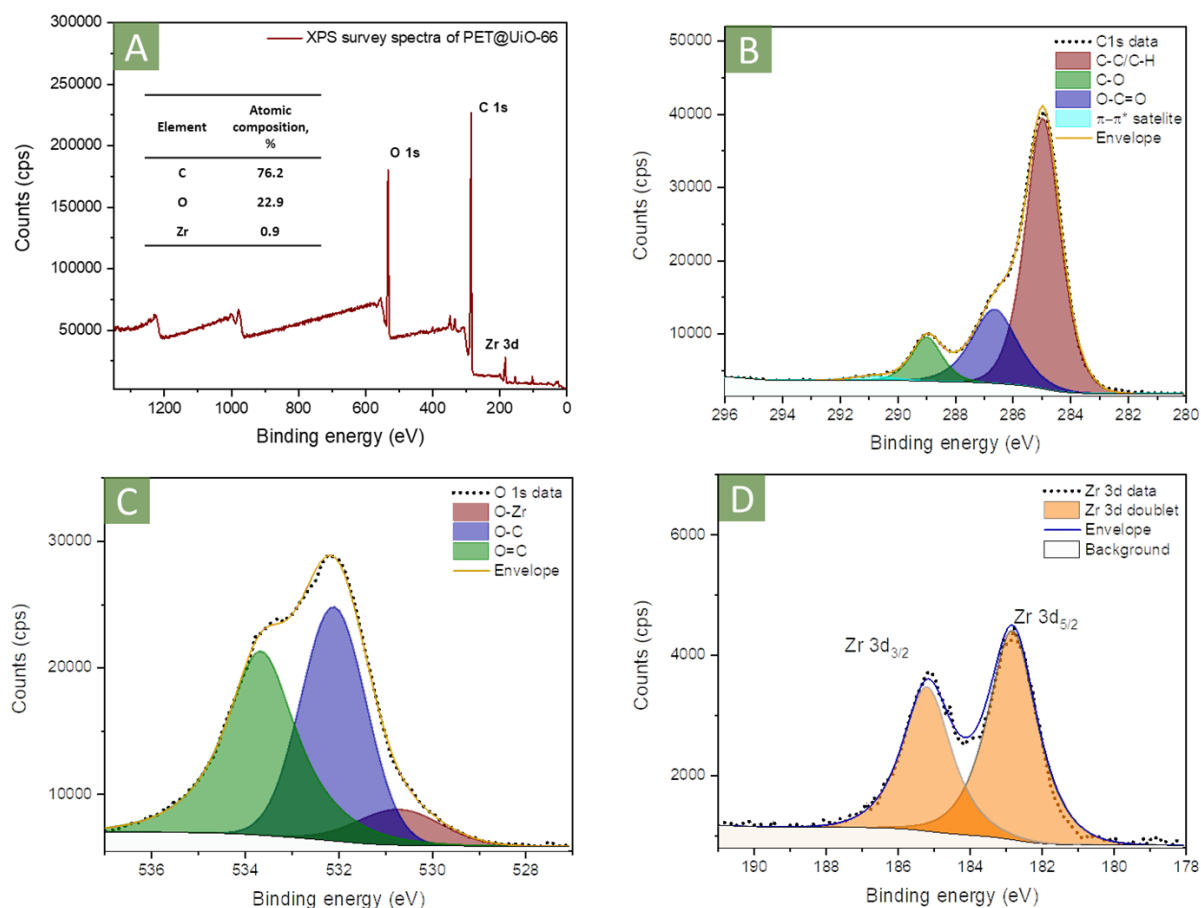 A
XPS survey spectra of PET@UiO-66
Element
Atomic
composition,
%
C
76.2
O
22.9
Zr
0.9
O 1s
C 1s
Zr 3d
300000
250000
200000
150000
100000
50000
0
Counts (cps)
1200
1000
800
600
400
200
0
Binding energy (eV)
B
C1s data
C-C/C-H
C-O
O-C=O
π–π* satelite
Envelope
50000
40000
30000
20000
10000
Counts (cps)
296
294
292
290
288
286
284
282
280
Binding energy (eV)
C
O 1s data
O-Zr
O-C
O=C
Envelope
30000
20000
10000
Counts (cps)
536
534
532
530
528
Binding energy (eV)
D
Zr 3d data
Zr 3d doublet
Envelope
Background
Zr 3d3/2
Zr 3d5/2
6000
4000
2000
Counts (cps)
190
188
186
184
182
180
178
Binding energy (eV)